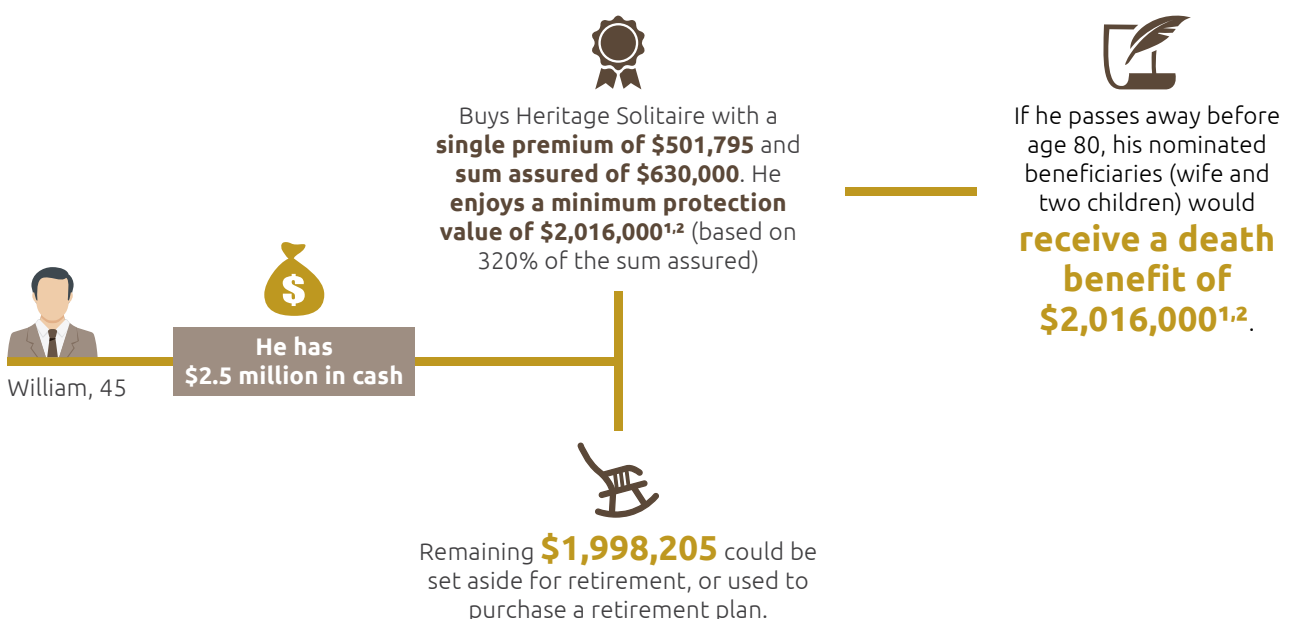 William, 45
$
He has
$2.5 million in cash
Buys Heritage Solitaire with a
single premium of $501,795 and
sum assured of $630,000. He
enjoys a minimum protection
value of $2,016,000¹,² (based on
320% of the sum assured)
If he passes away before
age 80, his nominated
beneficiaries (wife and
two children) would
receive a death
benefit of
$2,016,000¹,².
Remaining $1,998,205 could be
set aside for retirement, or used to
purchase a retirement plan.